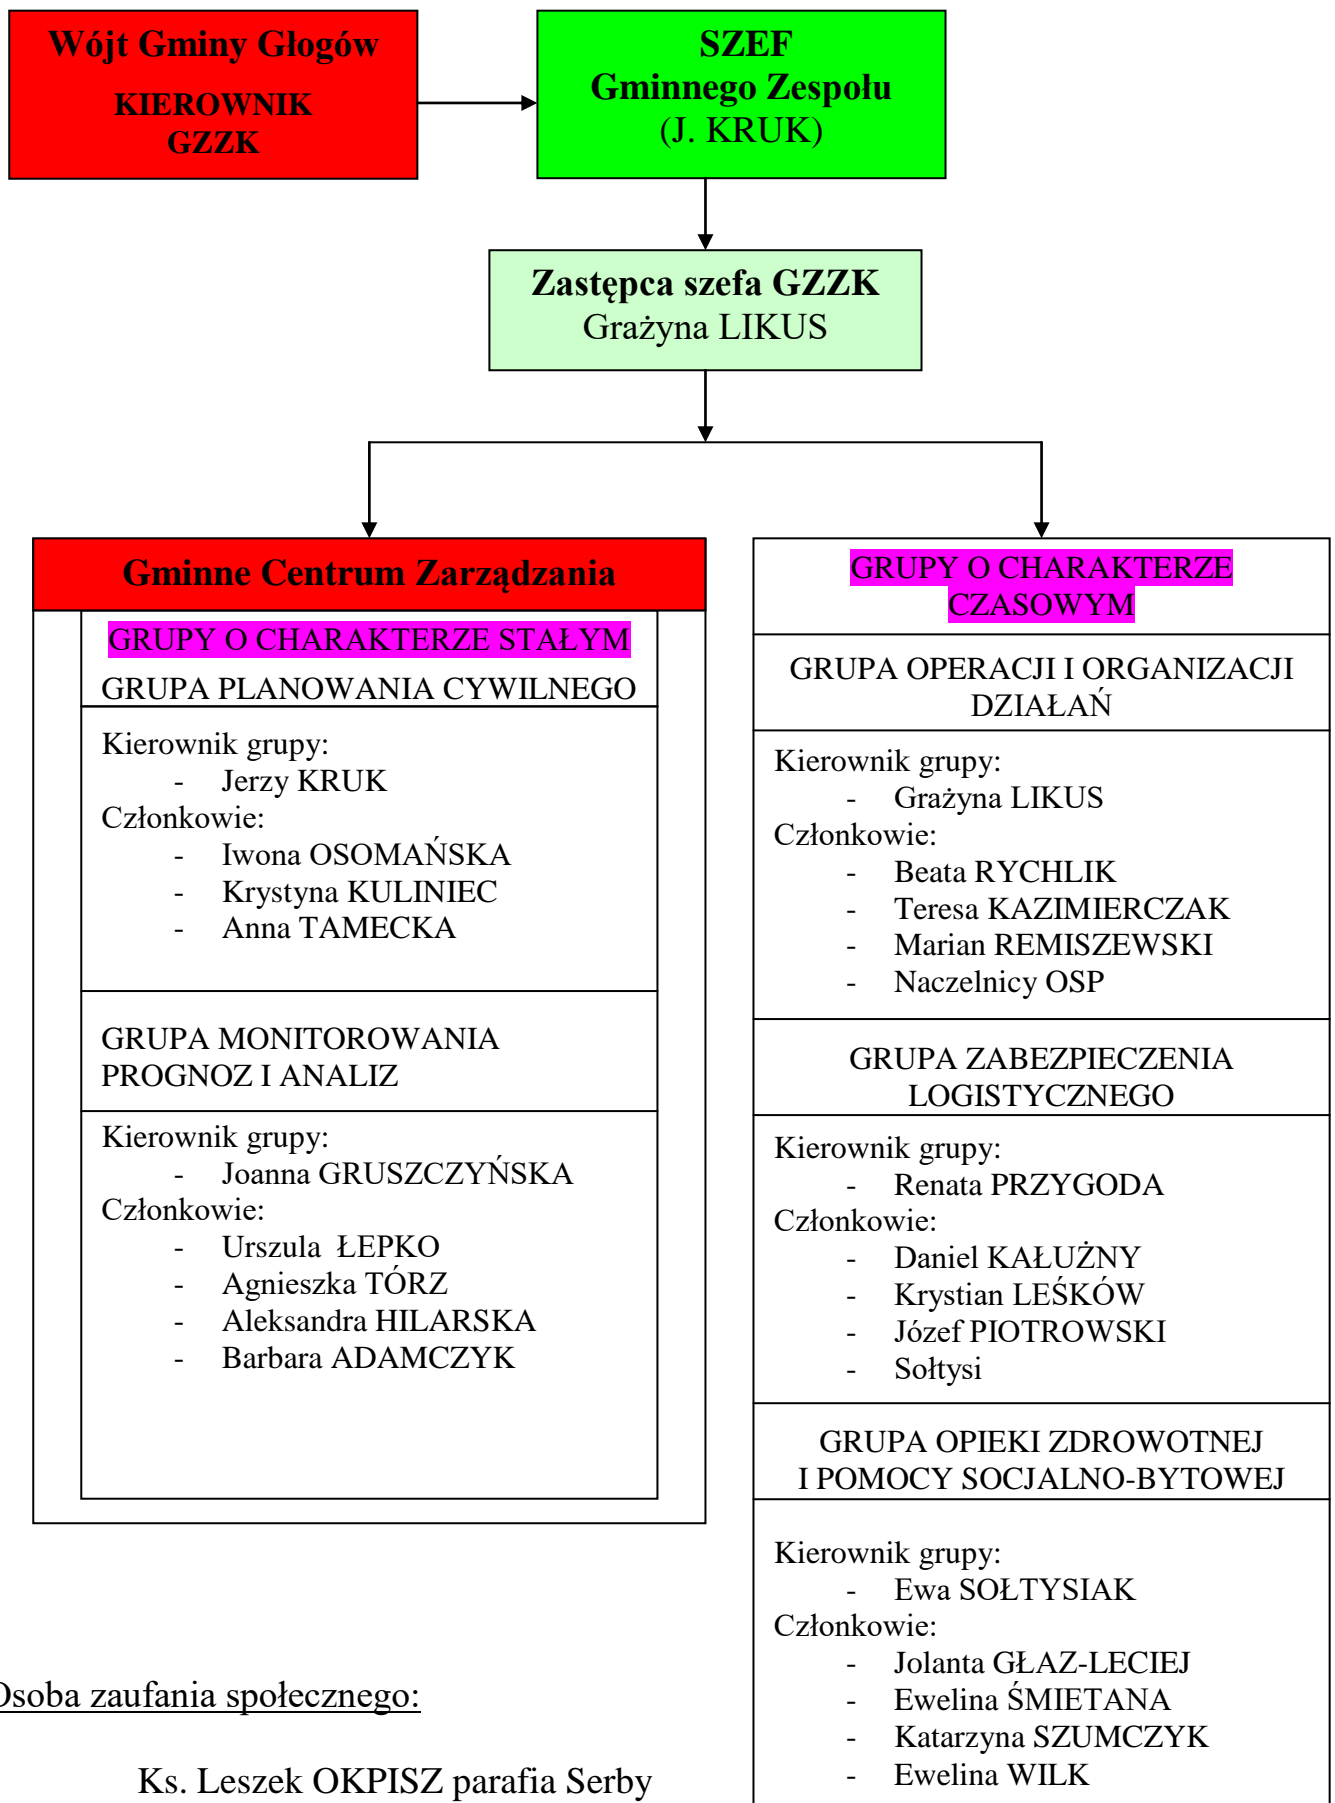 Wójt Gminy Głogów
KIEROWNIK
GZZK
SZEF
Gminnego Zespołu
(J. KRUK)
Zastępca szefa GZZK
Grażyna LIKUS
Gminne Centrum Zarządzania
GRUPY O CHARAKTERZE STAŁYM
GRUPA PLANOWANIA CYWILNEGO
Kierownik grupy:
- Jerzy KRUK
Członkowie:
- Iwona OSOMAŃSKA
- Krystyna KULINIEC
- Anna TAMECKA
GRUPA MONITOROWANIA
PROGNOZ I ANALIZ
Kierownik grupy:
- Joanna GRUSZCZYŃSKA
Członkowie:
- Urszula ŁEPKO
- Agnieszka TÓRZ
- Aleksandra HILARSKA
- Barbara ADAMCZYK
GRUPY O CHARAKTERZE
CZASOWYM
GRUPA OPERACJI I ORGANIZACJI
DZIAŁAŃ
Kierownik grupy:
- Grażyna LIKUS
Członkowie:
- Beata RYCHLIK
- Teresa KAZIMIERCZAK
- Marian REMISZEWSKI
- Naczelnicy OSP
GRUPA ZABEZPIECZENIA
LOGISTYCZNEGO
Kierownik grupy:
- Renata PRZYGODA
Członkowie:
- Daniel KAŁUŻNY
- Krystian LEŚKÓW
- Józef PIOTROWSKI
- Sołtysi
GRUPA OPIEKI ZDROWOTNEJ
I POMOCY SOCJALNO-BYTOWEJ
Kierownik grupy:
- Ewa SOŁTYSIAK
Członkowie:
- Jolanta GŁAZ-LECIEJ
- Ewelina ŚMIETANA
- Katarzyna SZUMCZYK
- Ewelina WILK
Osoba zaufania społecznego:
Ks. Leszek OKPISZ parafia Serby